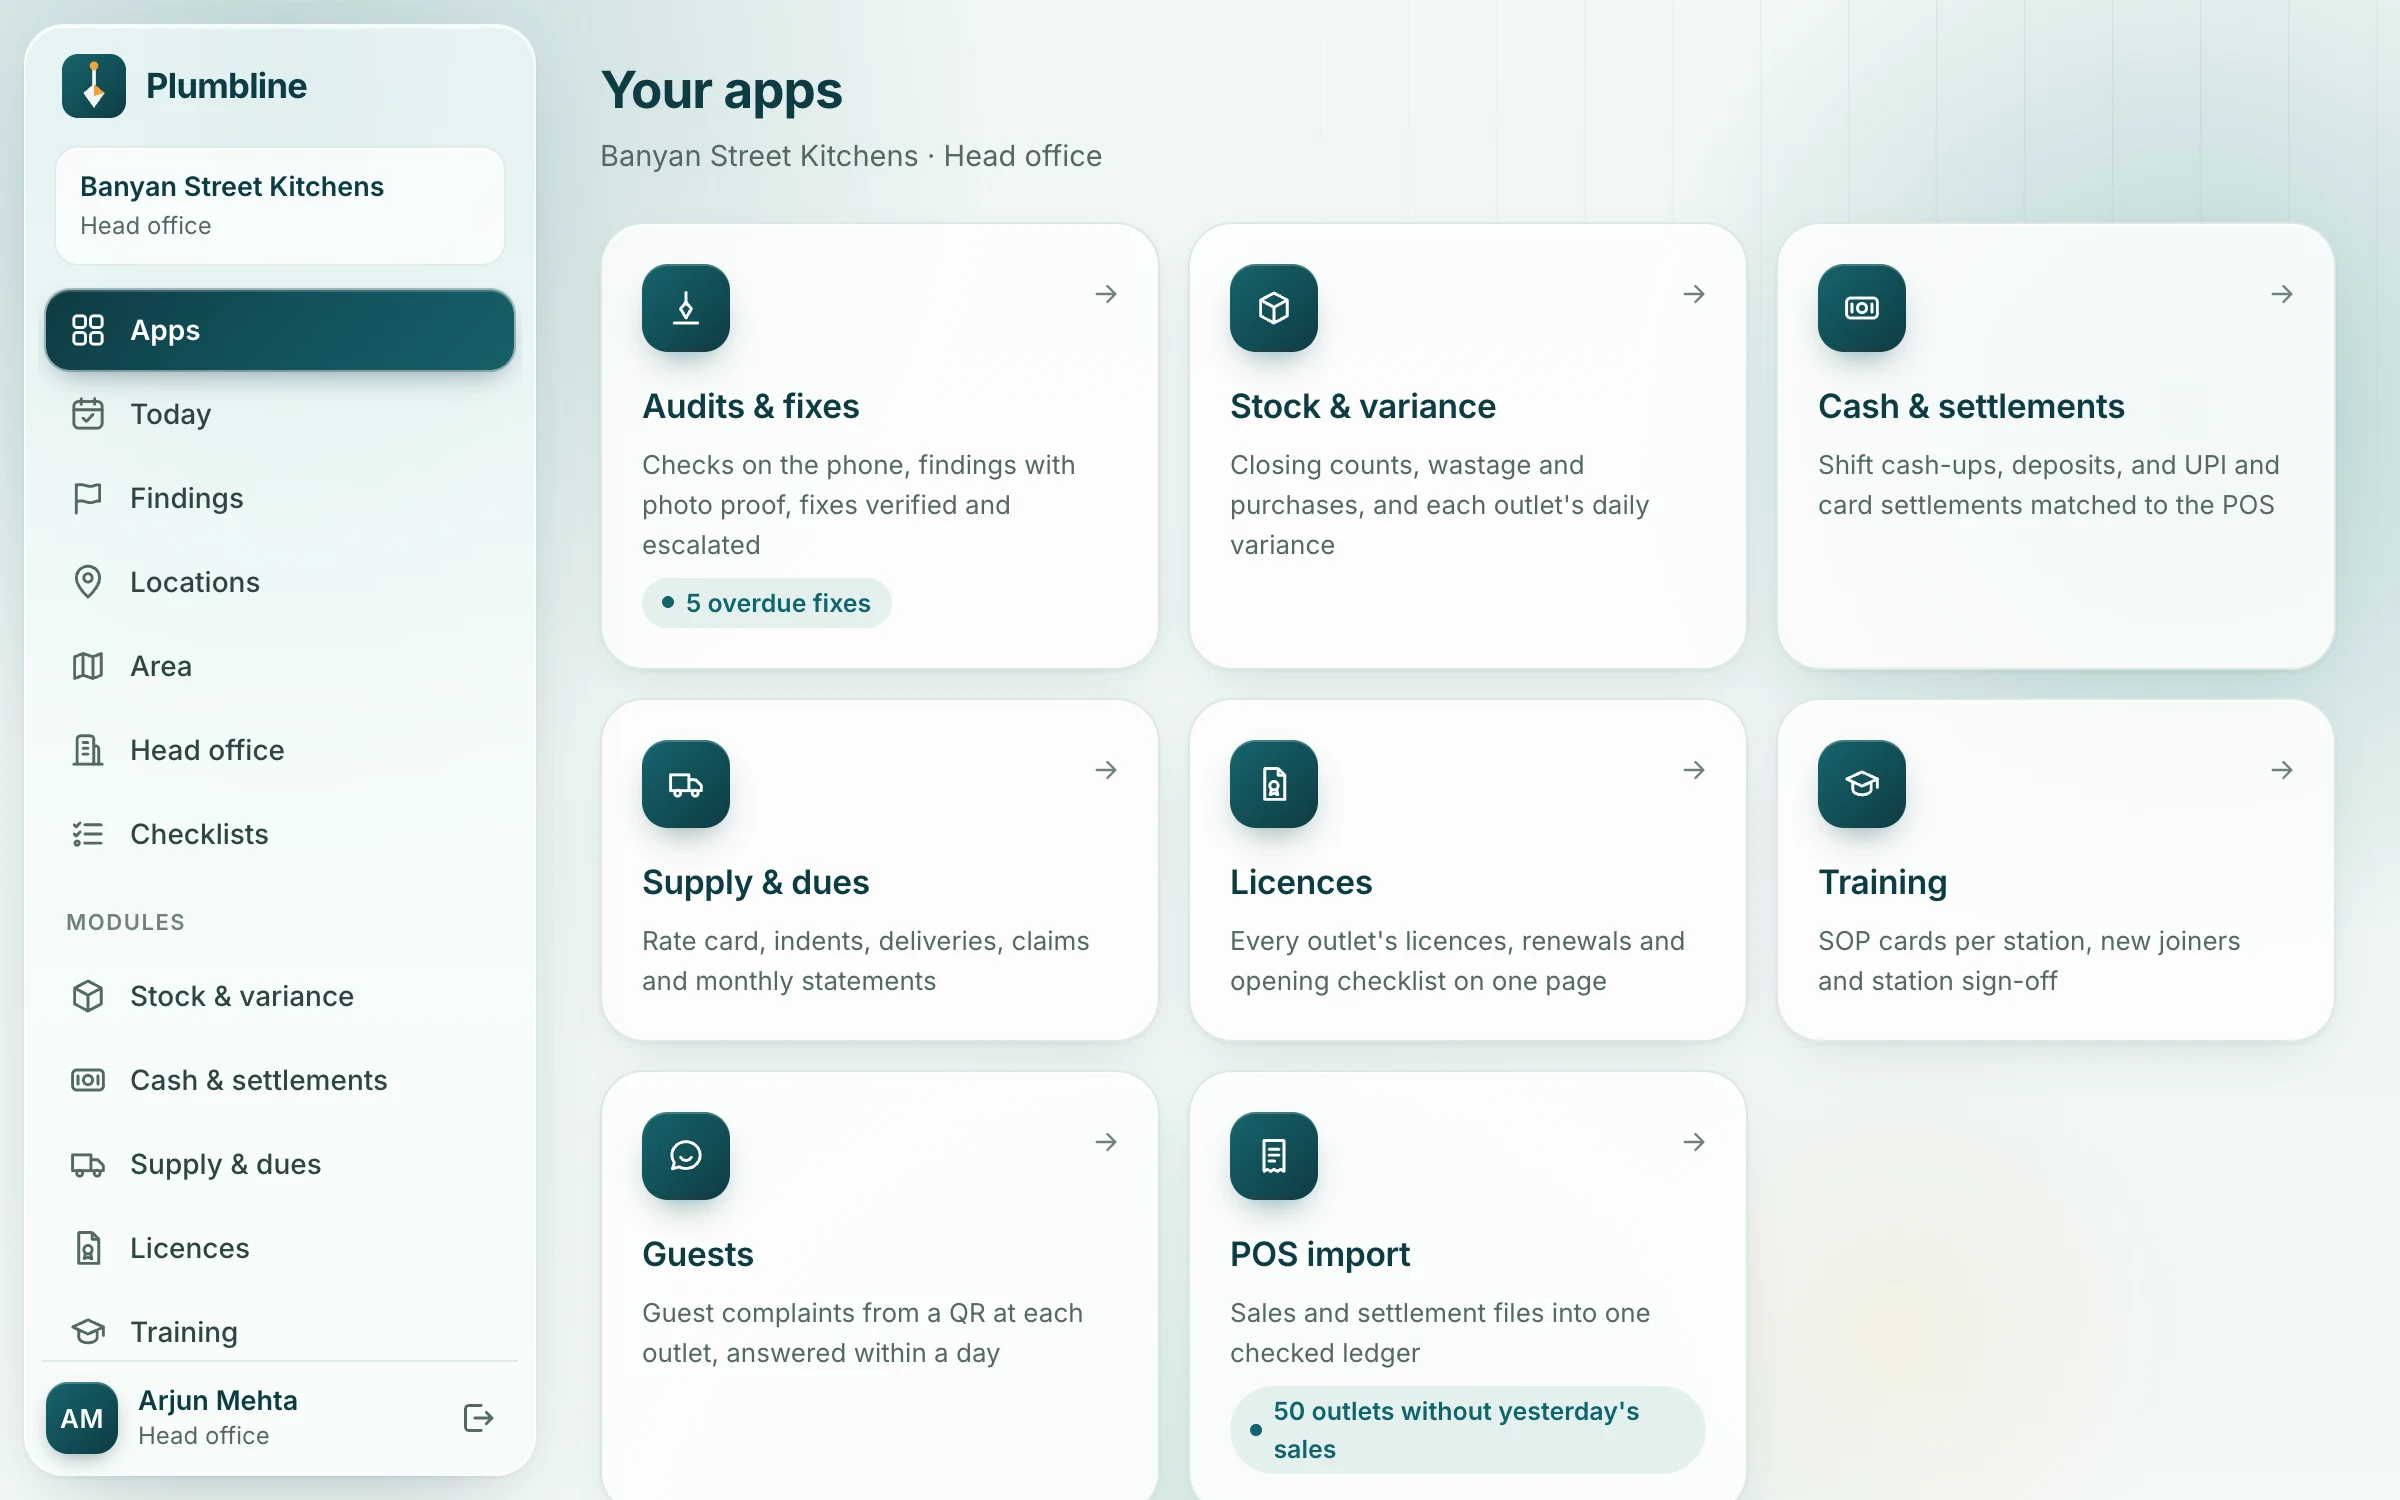 Plumbline
Banyan Street Kitchens
Head office
Apps
Today
Findings
Locations
Area
Head office
Checklists
MODULES
Stock & variance
Cash & settlements
Supply & dues
Licences
Training
AM
Arjun Mehta
Head office
Your apps
Banyan Street Kitchens · Head office
Audits & fixes
Checks on the phone, findings with
photo proof, fixes verified and
escalated
5 overdue fixes
Stock & variance
Closing counts, wastage and
purchases, and each outlet's daily
variance
Cash & settlements
Shift cash-ups, deposits, and UPI and
card settlements matched to the POS
Supply & dues
Rate card, indents, deliveries, claims
and monthly statements
Licences
Every outlet's licences, renewals and
opening checklist on one page
Training
SOP cards per station, new joiners
and station sign-off
Guests
Guest complaints from a QR at each
outlet, answered within a day
POS import
Sales and settlement files into one
checked ledger
50 outlets without yesterday's
sales